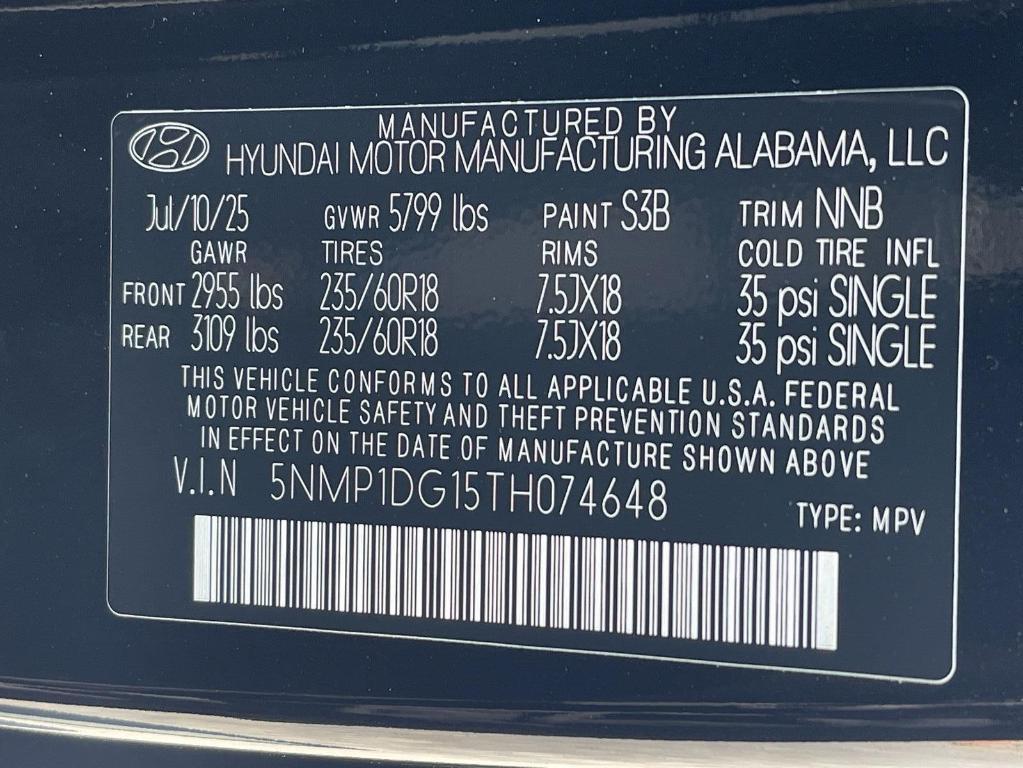 MANUFACTURED BY
HYUNDAI MOTOR MANUFACTURING ALABAMA, LLC
Jul/10/25 GVWR 5799 lbs PAINT S3B TRIM NNB
GAWR TIRES RIMS COLD TIRE INFL
FRONT 2955 lbs 235/60R18 7.5JX18 35 psi SINGLE
REAR 3109 lbs 235/60R18 7.5JX18 35 psi SINGLE
THIS VEHICLE CONFORMS TO ALL APPLICABLE U.S.A. FEDERAL
MOTOR VEHICLE SAFETY AND THEFT PREVENTION STANDARDS
IN EFFECT ON THE DATE OF MANUFACTURE SHOWN ABOVE
V.I.N 5NMP1DG15TH074648
TYPE: MPV